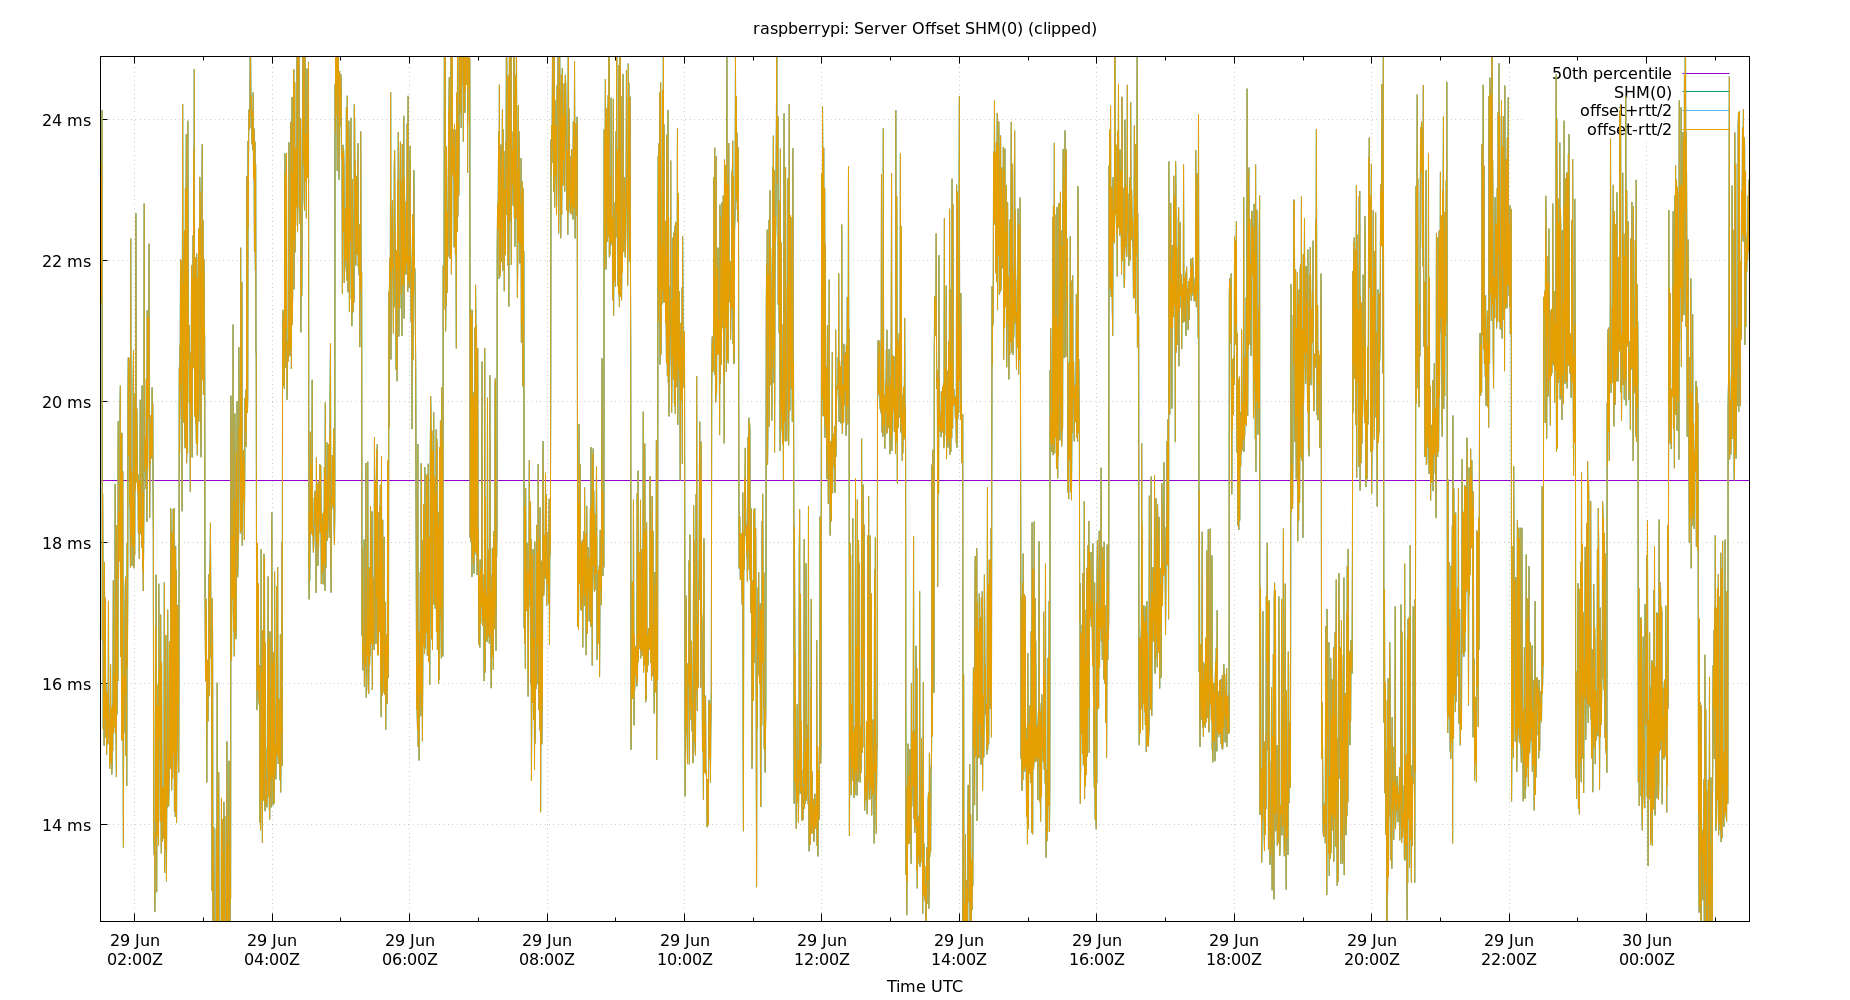 raspberrypi: Server Offset SHM(0) (clipped)
50th percentile
SHM(0)
offset+rtt/2
offset-rtt/2
24 ms
22 ms
20 ms
18 ms
16 ms
14 ms
29 Jun 29 Jun 29 Jun 29 Jun 29 Jun 29 Jun 29 Jun 29 Jun 29 Jun 29 Jun 29 Jun 30 Jun
02:00Z 04:00Z 06:00Z 08:00Z 10:00Z 12:00Z 14:00Z 16:00Z 18:00Z 20:00Z 22:00Z 00:00Z
Time UTC